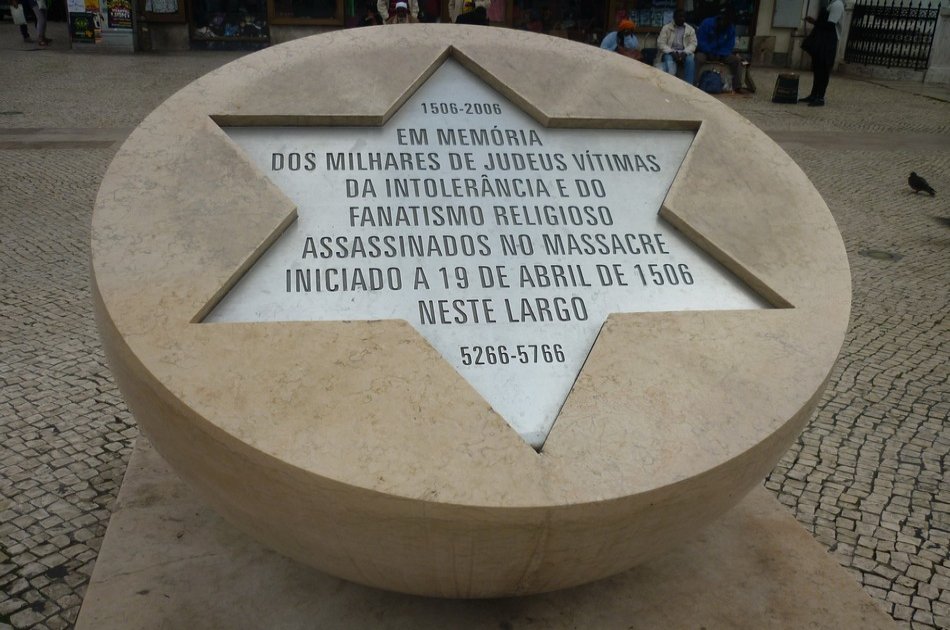 1506-2006
EM MEMÓRIA
DOS MILHARES DE JUDEUS VÍTIMAS
DA INTOLERÂNCIA E DO
FANATISMO RELIGIOSO
ASSASSINADOS NO MASSACRE
INICIADO A 19 DE ABRIL DE 1506
NESTE LARGO
5266-5766